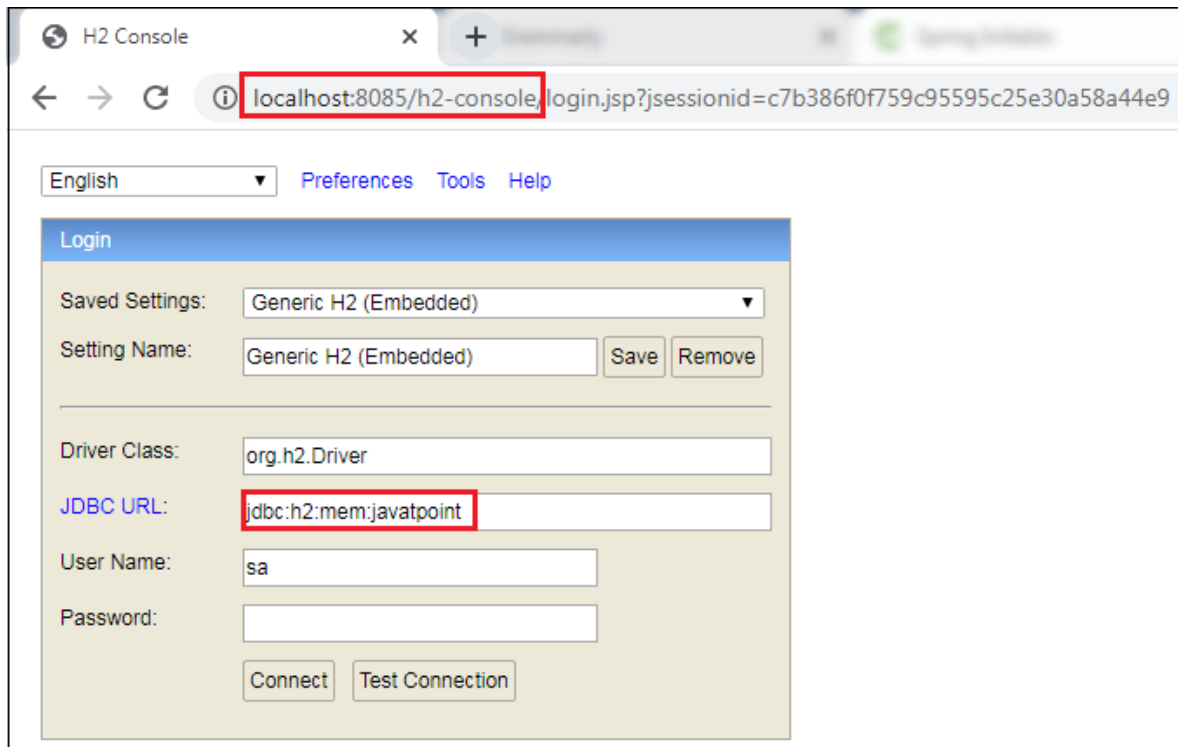 H2 Console
localhost:8085/h2-console/login.jsp?jsessionid=c7b386f0f759c95595c25e30a58a44e9
English Preferences Tools Help
Login
Saved Settings: Generic H2 (Embedded)
Setting Name: Generic H2 (Embedded) Save Remove
Driver Class: org.h2.Driver
JDBC URL: jdbc:h2:mem:javatpoint
User Name: sa
Password:
Connect Test Connection